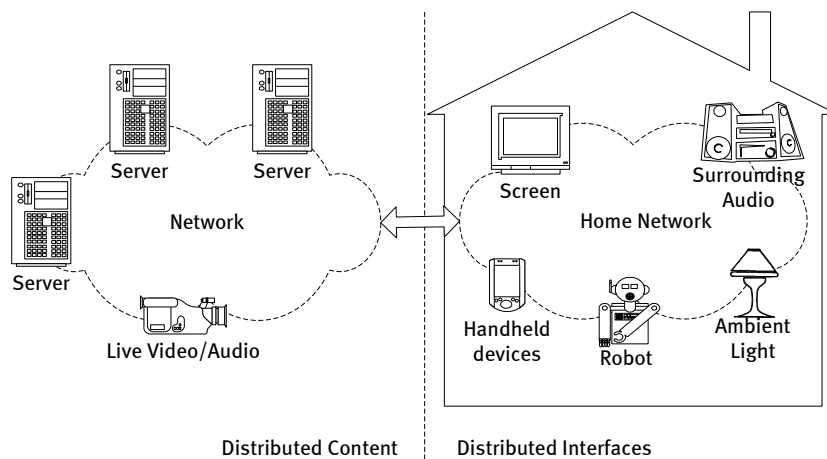 Server
Server
Server
Network
Live Video/Audio
Distributed Content
Screen
Surrounding
Audio
Home Network
Handheld
devices
Robot
Ambient
Light
Distributed Interfaces